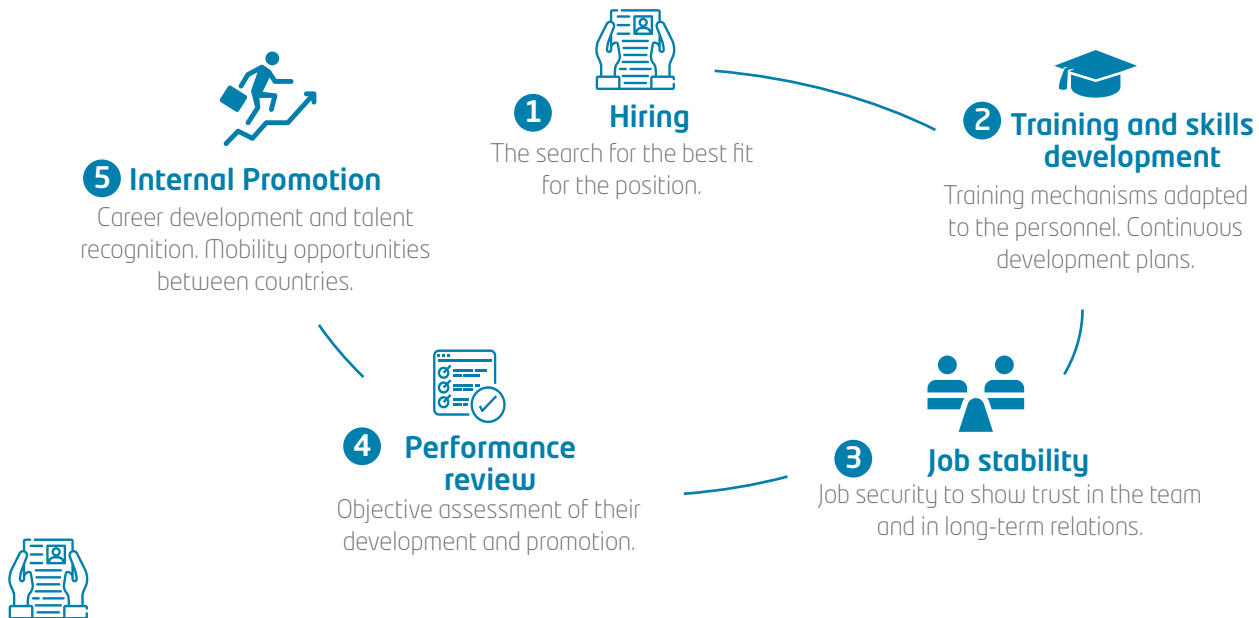 1 Hiring
The search for the best fit
for the position.
2 Training and skills
development
Training mechanisms adapted
to the personnel. Continuous
development plans.
3 Job stability
Job security to show trust in the team
and in long-term relations.
4 Performance
review
Objective assessment of their
development and promotion.
5 Internal Promotion
Career development and talent
recognition. Mobility opportunities
between countries.